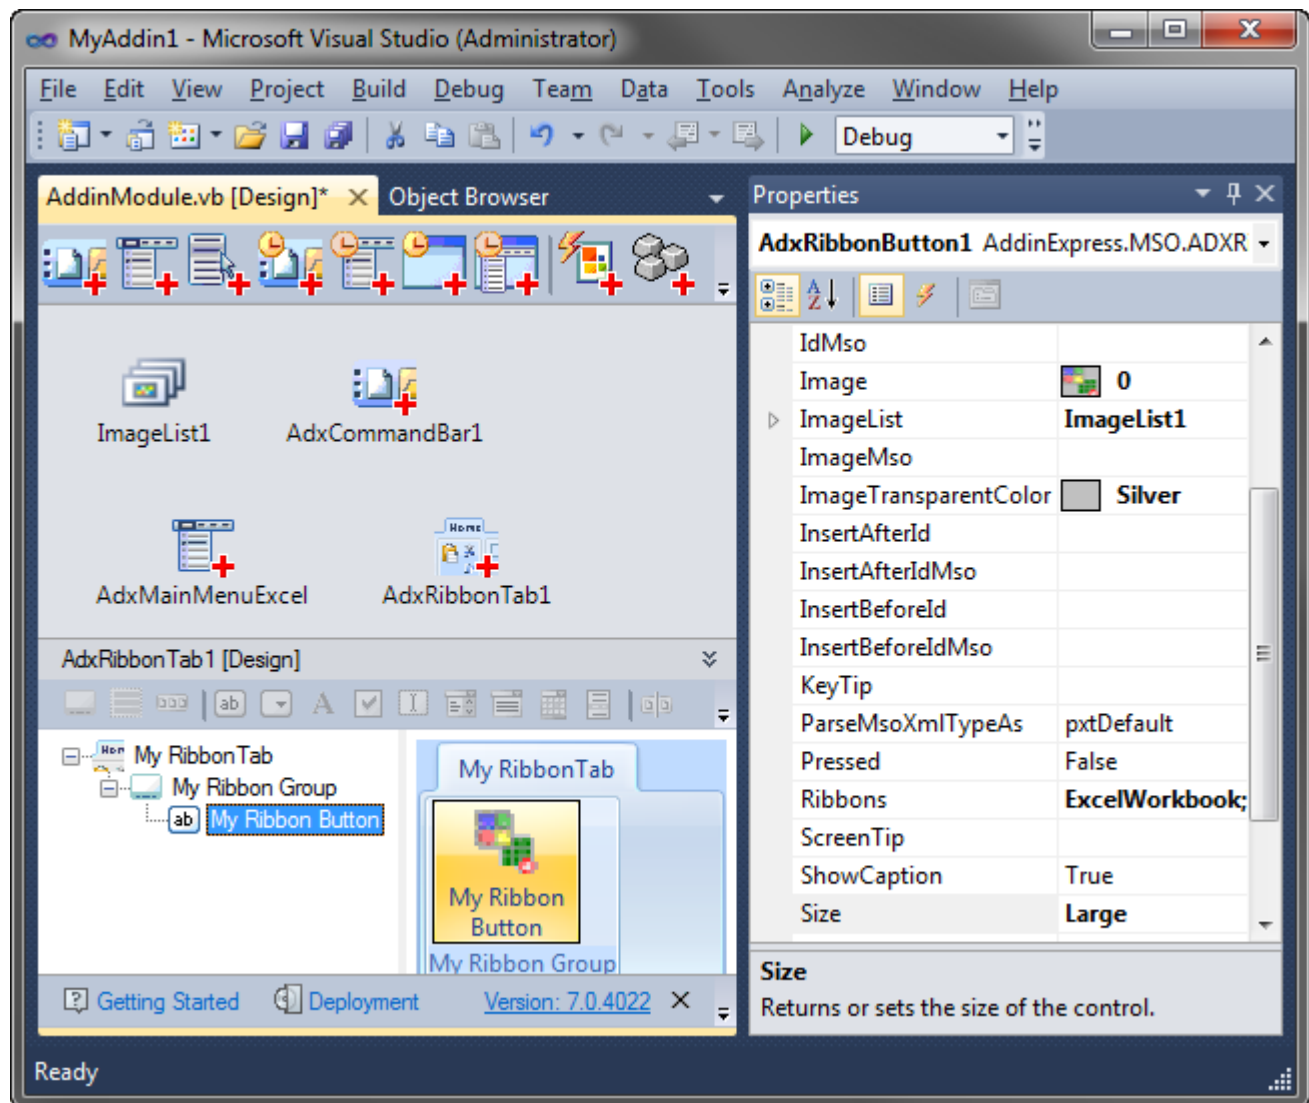 MyAddin1 - Microsoft Visual Studio (Administrator)
File Edit View Project Build Debug Team Data Tools Analyze Window Help
Debug
AddinModule.vb [Design]*
Object Browser
ImageList1
AdxCommandBar1
AdxMainMenuExcel
Home
AdxRibbonTab1
AdxRibbonTab1 [Design]
ab
A
My RibbonTab
My Ribbon Group
ab My Ribbon Button
My RibbonTab
My Ribbon
Button
My Ribbon Group
Getting Started
Deployment
Version: 7.0.4022
Properties
AdxRibbonButton1 AddinExpress.MSO.ADXR
IdMso
Image 0
ImageList ImageList1
ImageMso
ImageTransparentColor Silver
InsertAfterId
InsertAfterIdMso
InsertBeforeId
InsertBeforeIdMso
KeyTip
ParseMsoXmlTypeAs pxtDefault
Pressed False
Ribbons ExcelWorkbook;
ScreenTip
ShowCaption True
Size Large
Size
Returns or sets the size of the control.
Ready